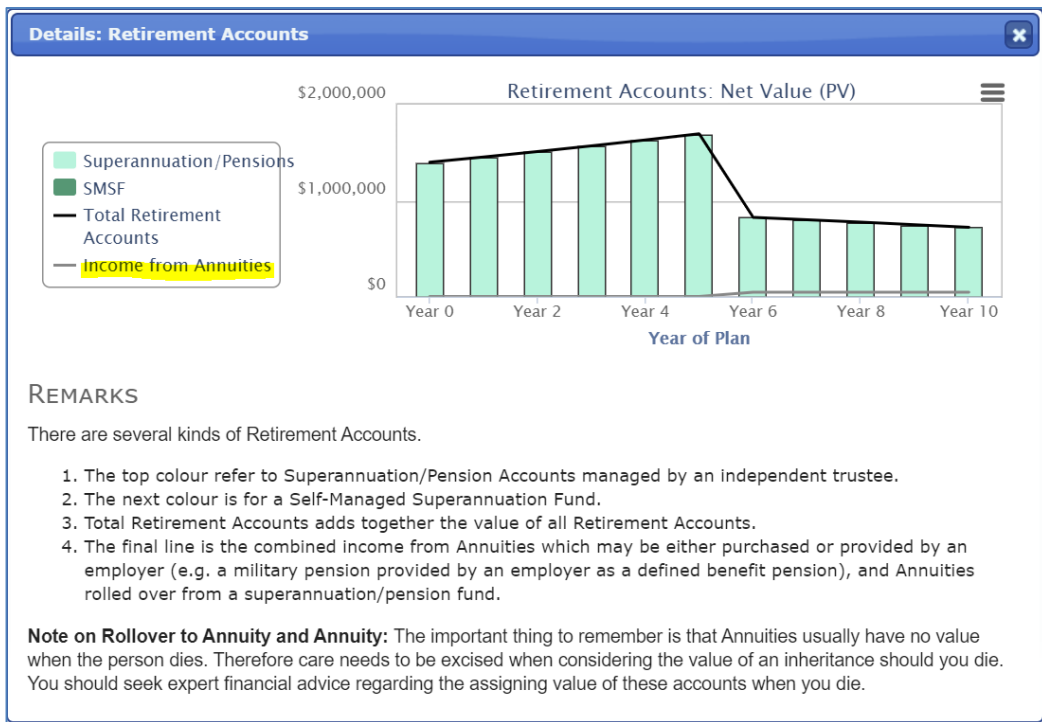 Details: Retirement Accounts
Retirement Accounts: Net Value (PV)
$2,000,000
$1,000,000
$0
Superannuation/Pensions
SMSF
Total Retirement
Accounts
Income from Annuities
Year 0 Year 2 Year 4 Year 6 Year 8 Year 10
Year of Plan
REMARKS
There are several kinds of Retirement Accounts.
1. The top colour refer to Superannuation/Pension Accounts managed by an independent trustee.
2. The next colour is for a Self-Managed Superannuation Fund.
3. Total Retirement Accounts adds together the value of all Retirement Accounts.
4. The final line is the combined income from Annuities which may be either purchased or provided by an
employer (e.g. a military pension provided by an employer as a defined benefit pension), and Annuities
rolled over from a superannuation/pension fund.
Note on Rollover to Annuity and Annuity: The important thing to remember is that Annuities usually have no value
when the person dies. Therefore care needs to be excised when considering the value of an inheritance should you die.
You should seek expert financial advice regarding the assigning value of these accounts when you die.